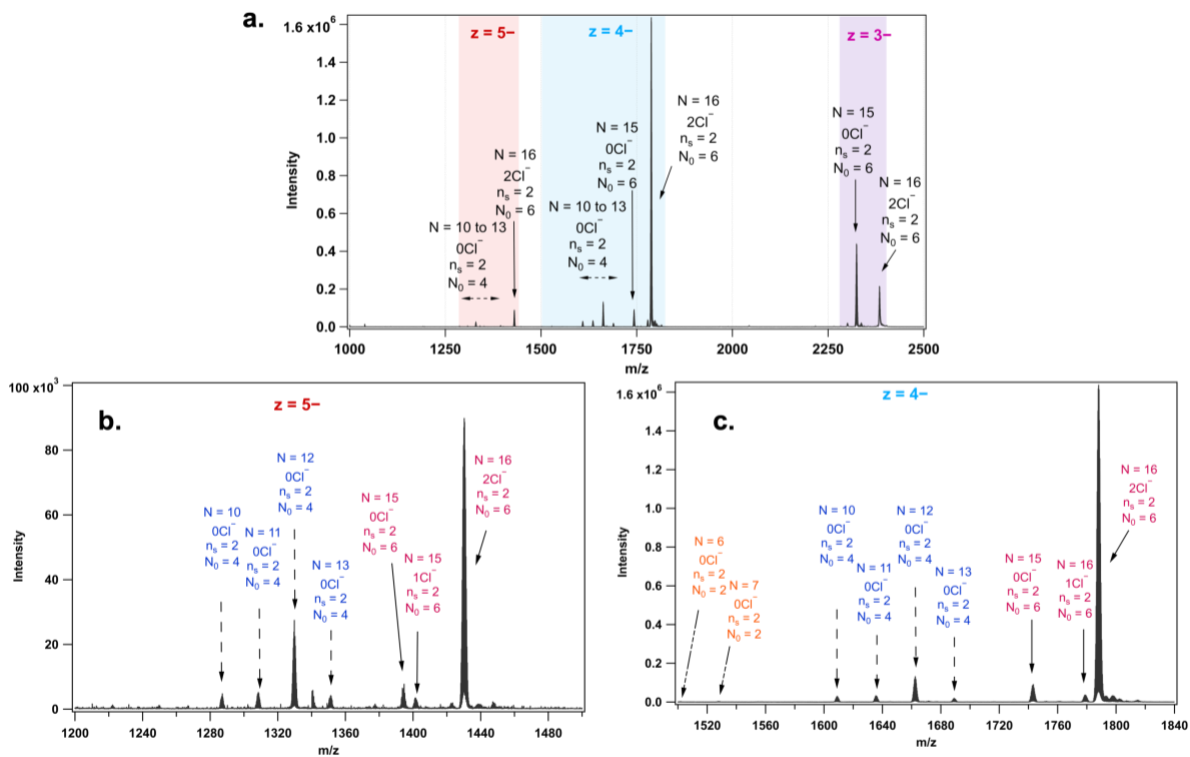 a.
1.6 x10⁶
1.4
1.2
1.0
0.8
0.6
0.4
0.2
0.0
Intensity
z = 5−
z = 4−
z = 3−
N = 10 to 13
0Cl⁻
nₛ = 2
N₀ = 4
N = 16
2Cl⁻
nₛ = 2
N₀ = 6
N = 10 to 13
0Cl⁻
nₛ = 2
N₀ = 4
N = 15
0Cl⁻
nₛ = 2
N₀ = 6
N = 16
2Cl⁻
nₛ = 2
N₀ = 6
N = 15
0Cl⁻
nₛ = 2
N₀ = 6
N = 16
2Cl⁻
nₛ = 2
N₀ = 6
1000 1250 1500 1750 2000 2250 2500
m/z
b.
100 x10³
80
60
40
20
0
Intensity
z = 5−
N = 10
0Cl⁻
nₛ = 2
N₀ = 4
N = 11
0Cl⁻
nₛ = 2
N₀ = 4
N = 12
0Cl⁻
nₛ = 2
N₀ = 4
N = 13
0Cl⁻
nₛ = 2
N₀ = 4
N = 15
0Cl⁻
nₛ = 2
N₀ = 6
N = 15
1Cl⁻
nₛ = 2
N₀ = 6
N = 16
2Cl⁻
nₛ = 2
N₀ = 6
1200 1240 1280 1320 1360 1400 1440 1480
m/z
c.
1.6 x10⁶
1.4
1.2
1.0
0.8
0.6
0.4
0.2
0.0
Intensity
z = 4−
N = 6
0Cl⁻
nₛ = 2
N₀ = 2
N = 7
0Cl⁻
nₛ = 2
N₀ = 2
N = 10
0Cl⁻
nₛ = 2
N₀ = 4
N = 11
0Cl⁻
nₛ = 2
N₀ = 4
N = 12
0Cl⁻
nₛ = 2
N₀ = 4
N = 13
0Cl⁻
nₛ = 2
N₀ = 4
N = 15
0Cl⁻
nₛ = 2
N₀ = 6
N = 16
1Cl⁻
nₛ = 2
N₀ = 6
N = 16
2Cl⁻
nₛ = 2
N₀ = 6
1520 1560 1600 1640 1680 1720 1760 1800 1840
m/z